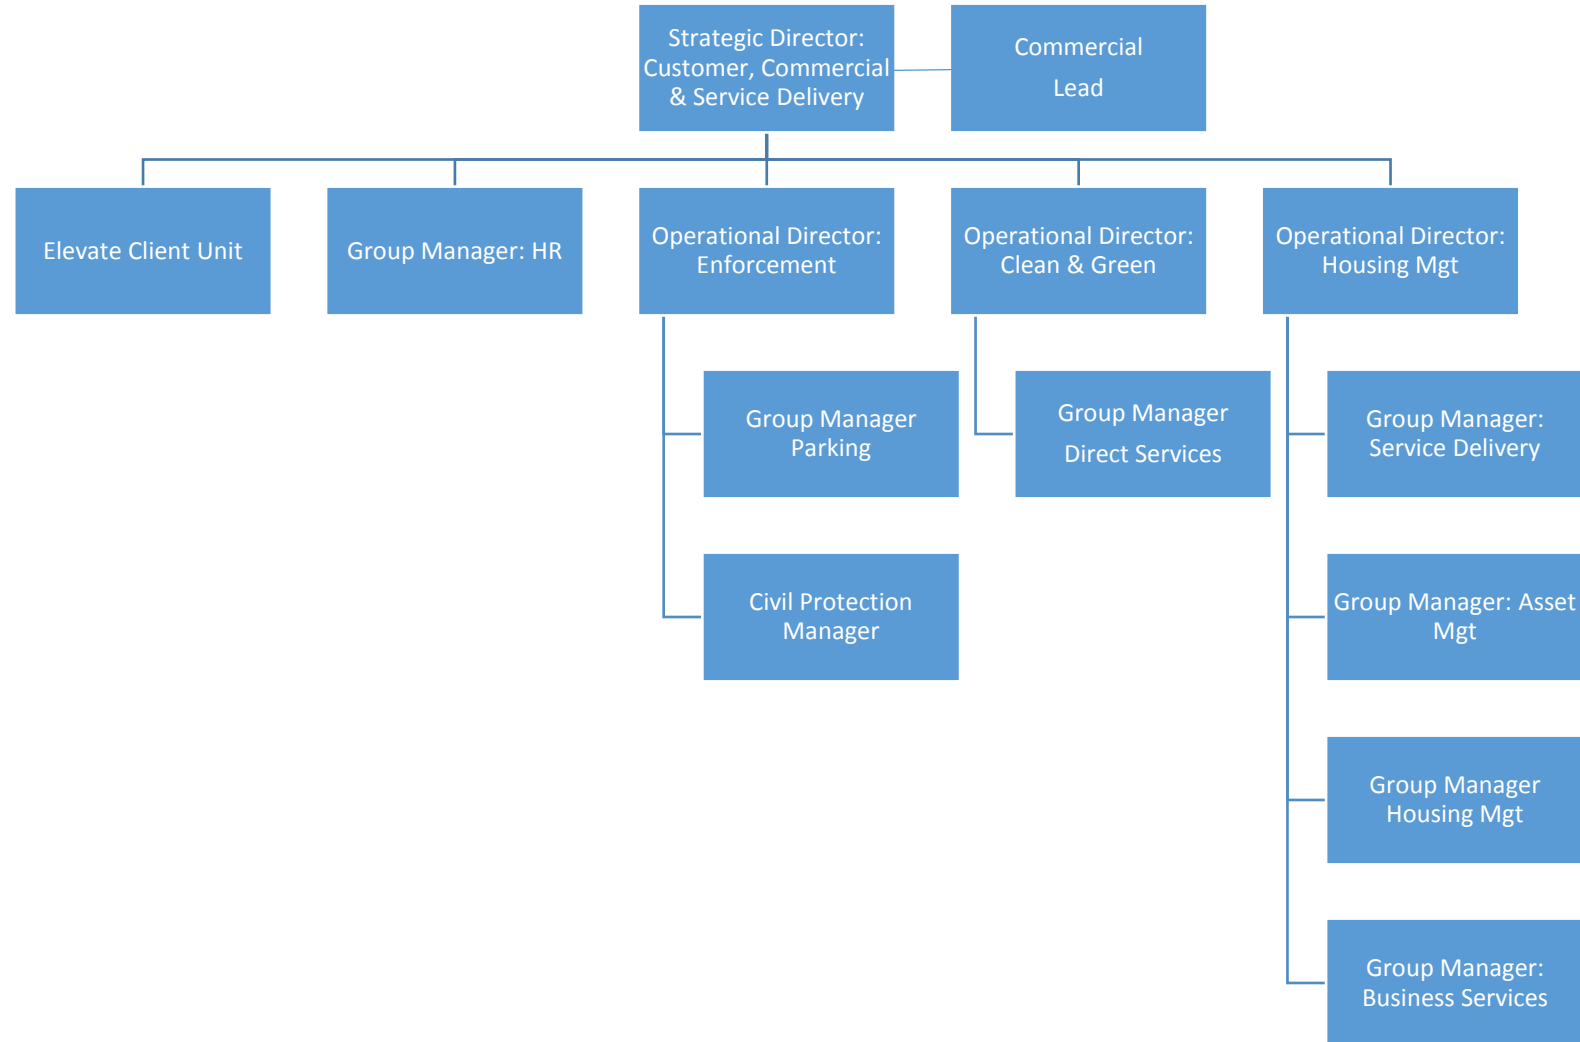 Strategic Director:
Customer, Commercial
& Service Delivery
Commercial
Lead
Elevate Client Unit
Group Manager: HR
Operational Director:
Enforcement
Operational Director:
Clean & Green
Operational Director:
Housing Mgt
Group Manager
Parking
Group Manager
Direct Services
Group Manager:
Service Delivery
Civil Protection
Manager
Group Manager: Asset
Mgt
Group Manager
Housing Mgt
Group Manager:
Business Services